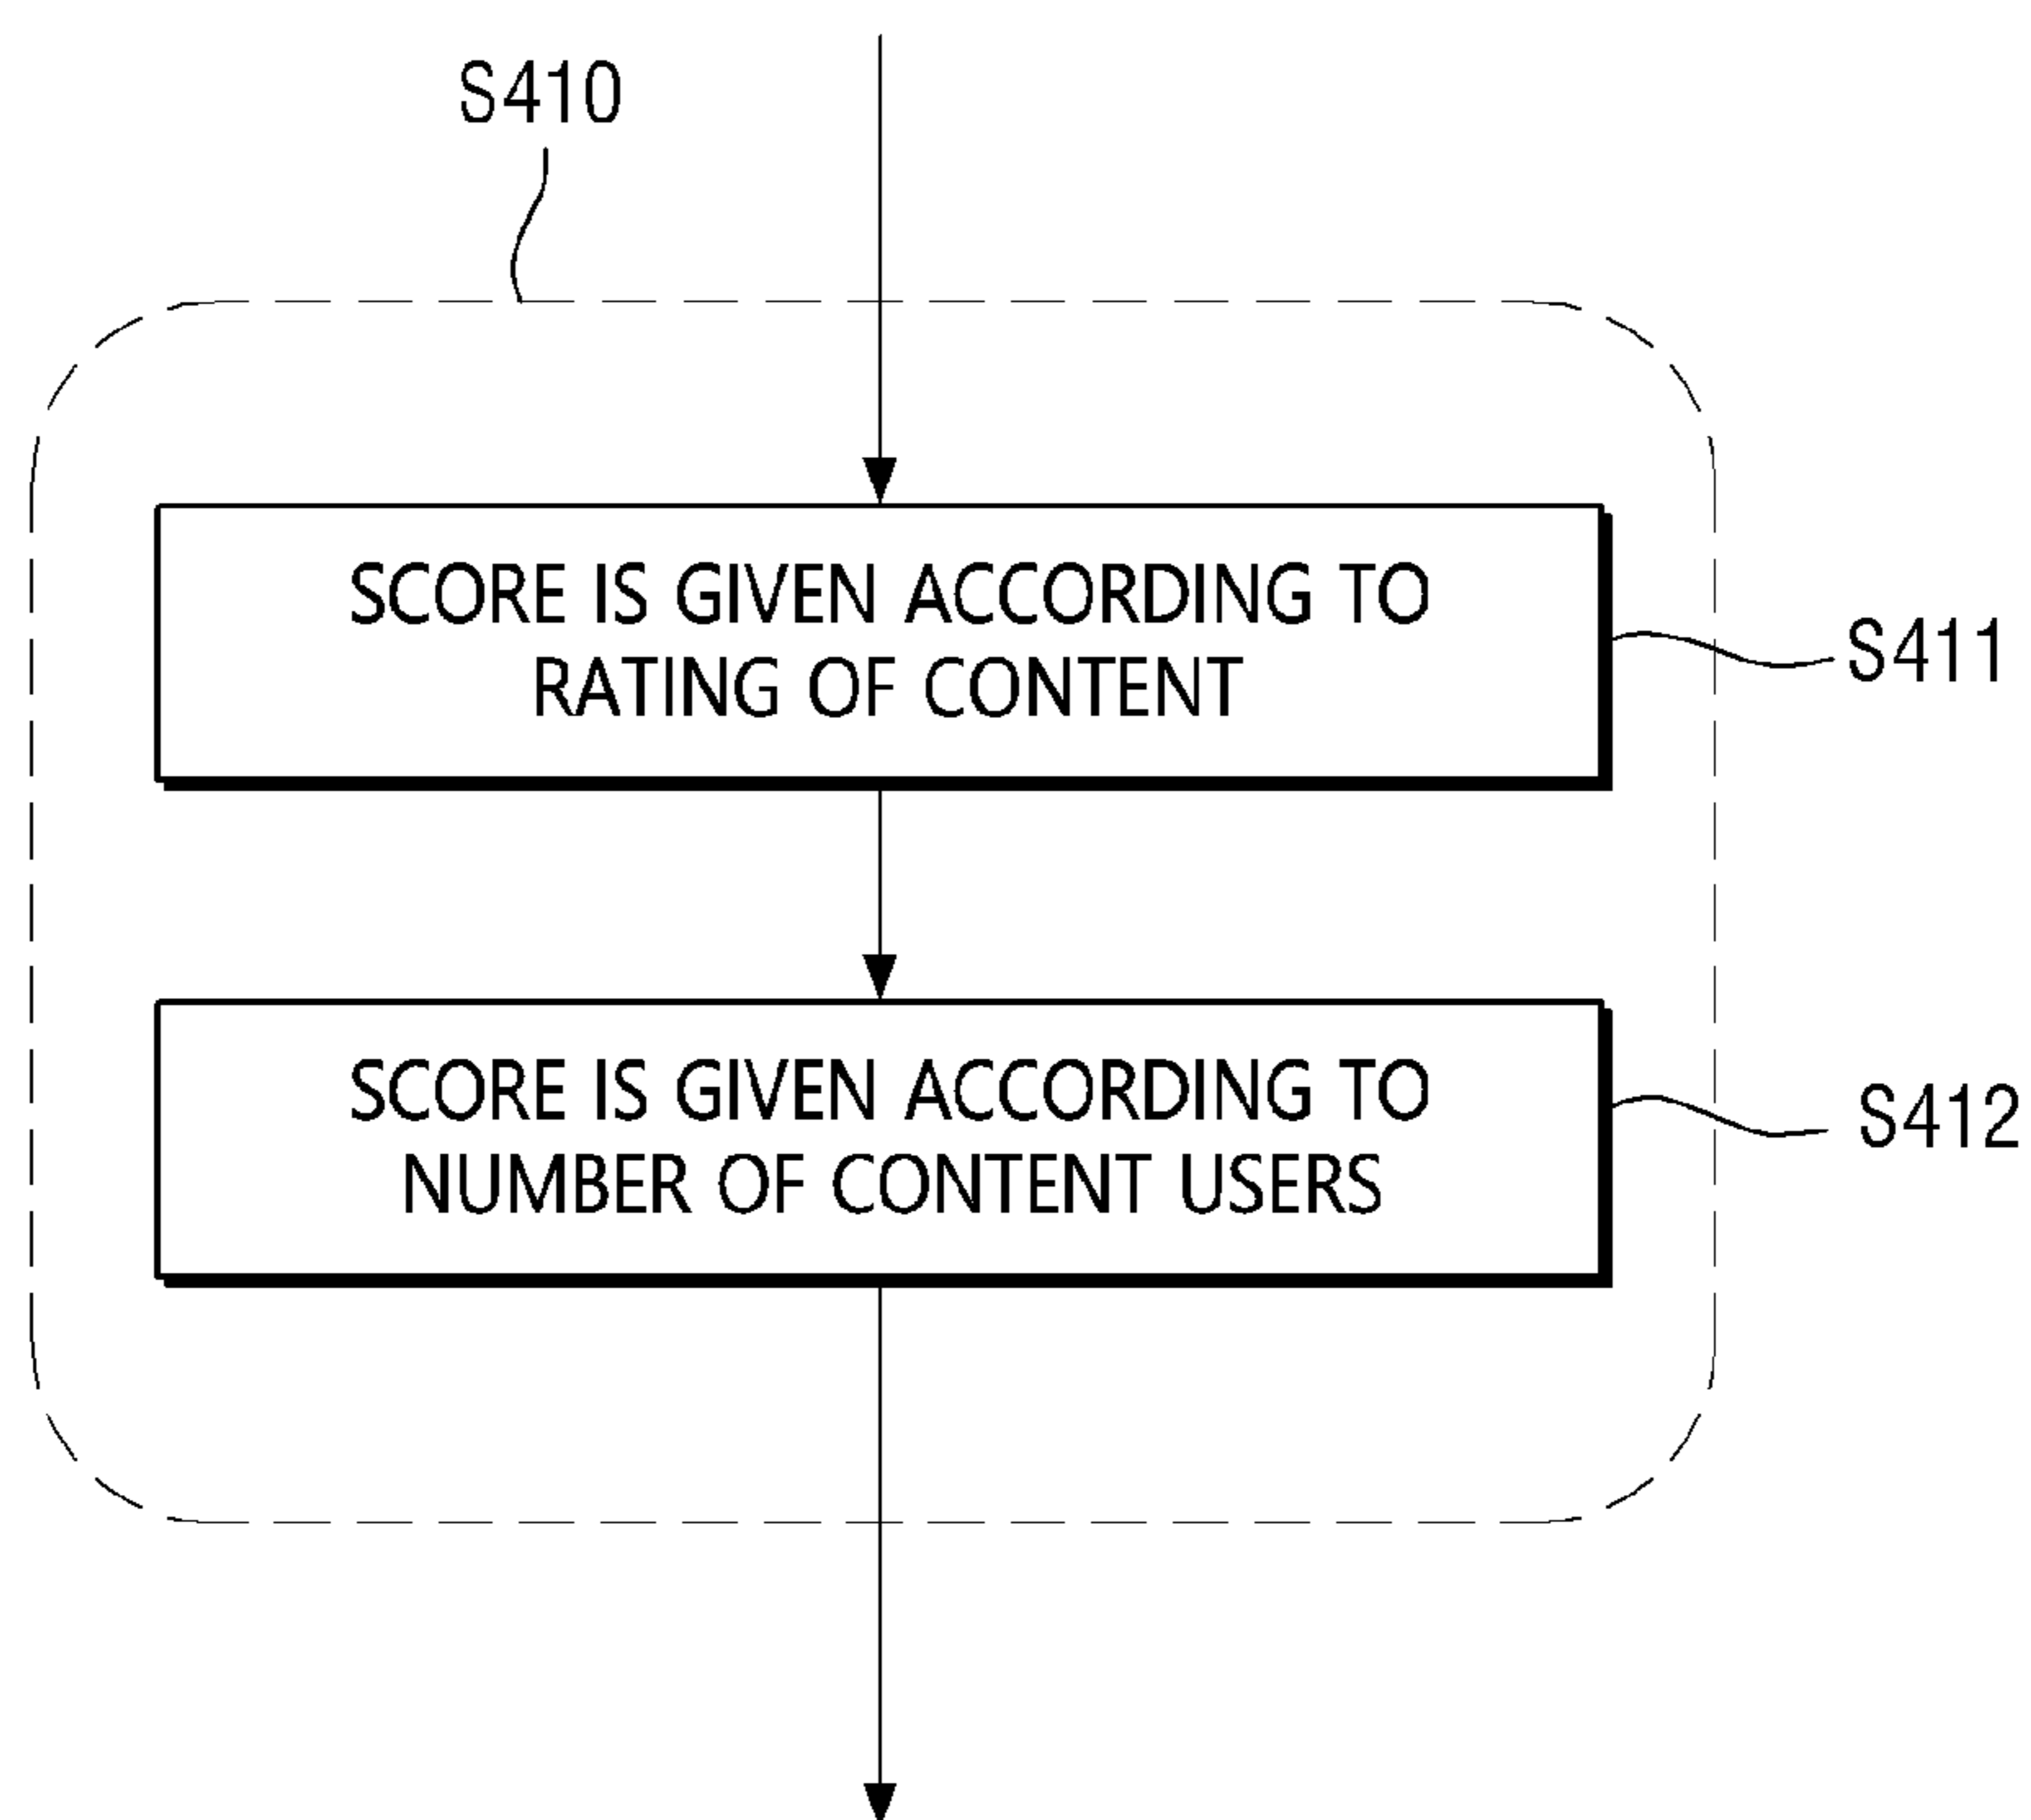 S410
SCORE IS GIVEN ACCORDING TO
RATING OF CONTENT
S411
SCORE IS GIVEN ACCORDING TO
NUMBER OF CONTENT USERS
S412